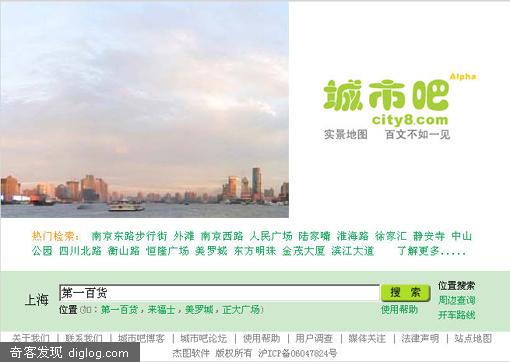 城市吧 Alpha
city8.com
实景地图 百文不如一见
热门检索： 南京东路步行街 外滩 南京西路 人民广场 陆家嘴 淮海路 徐家汇 静安寺 中山
公园 四川北路 衡山路 恒隆广场 美罗城 东方明珠 金茂大厦 滨江大道 了解更多.....
上海 第一百货 搜 索
位置(如：第一百货，来福士，美罗城，正大广场) 使用帮助
位置搜索
周边查询
开车路线
关于我们 | 联系我们 | 城市吧博客 | 城市吧论坛 | 使用帮助 | 用户调查 | 媒体关注 | 法律声明 | 站点地图
杰图软件 版权所有 沪ICP备06047824号
奇客发现 diglog.com